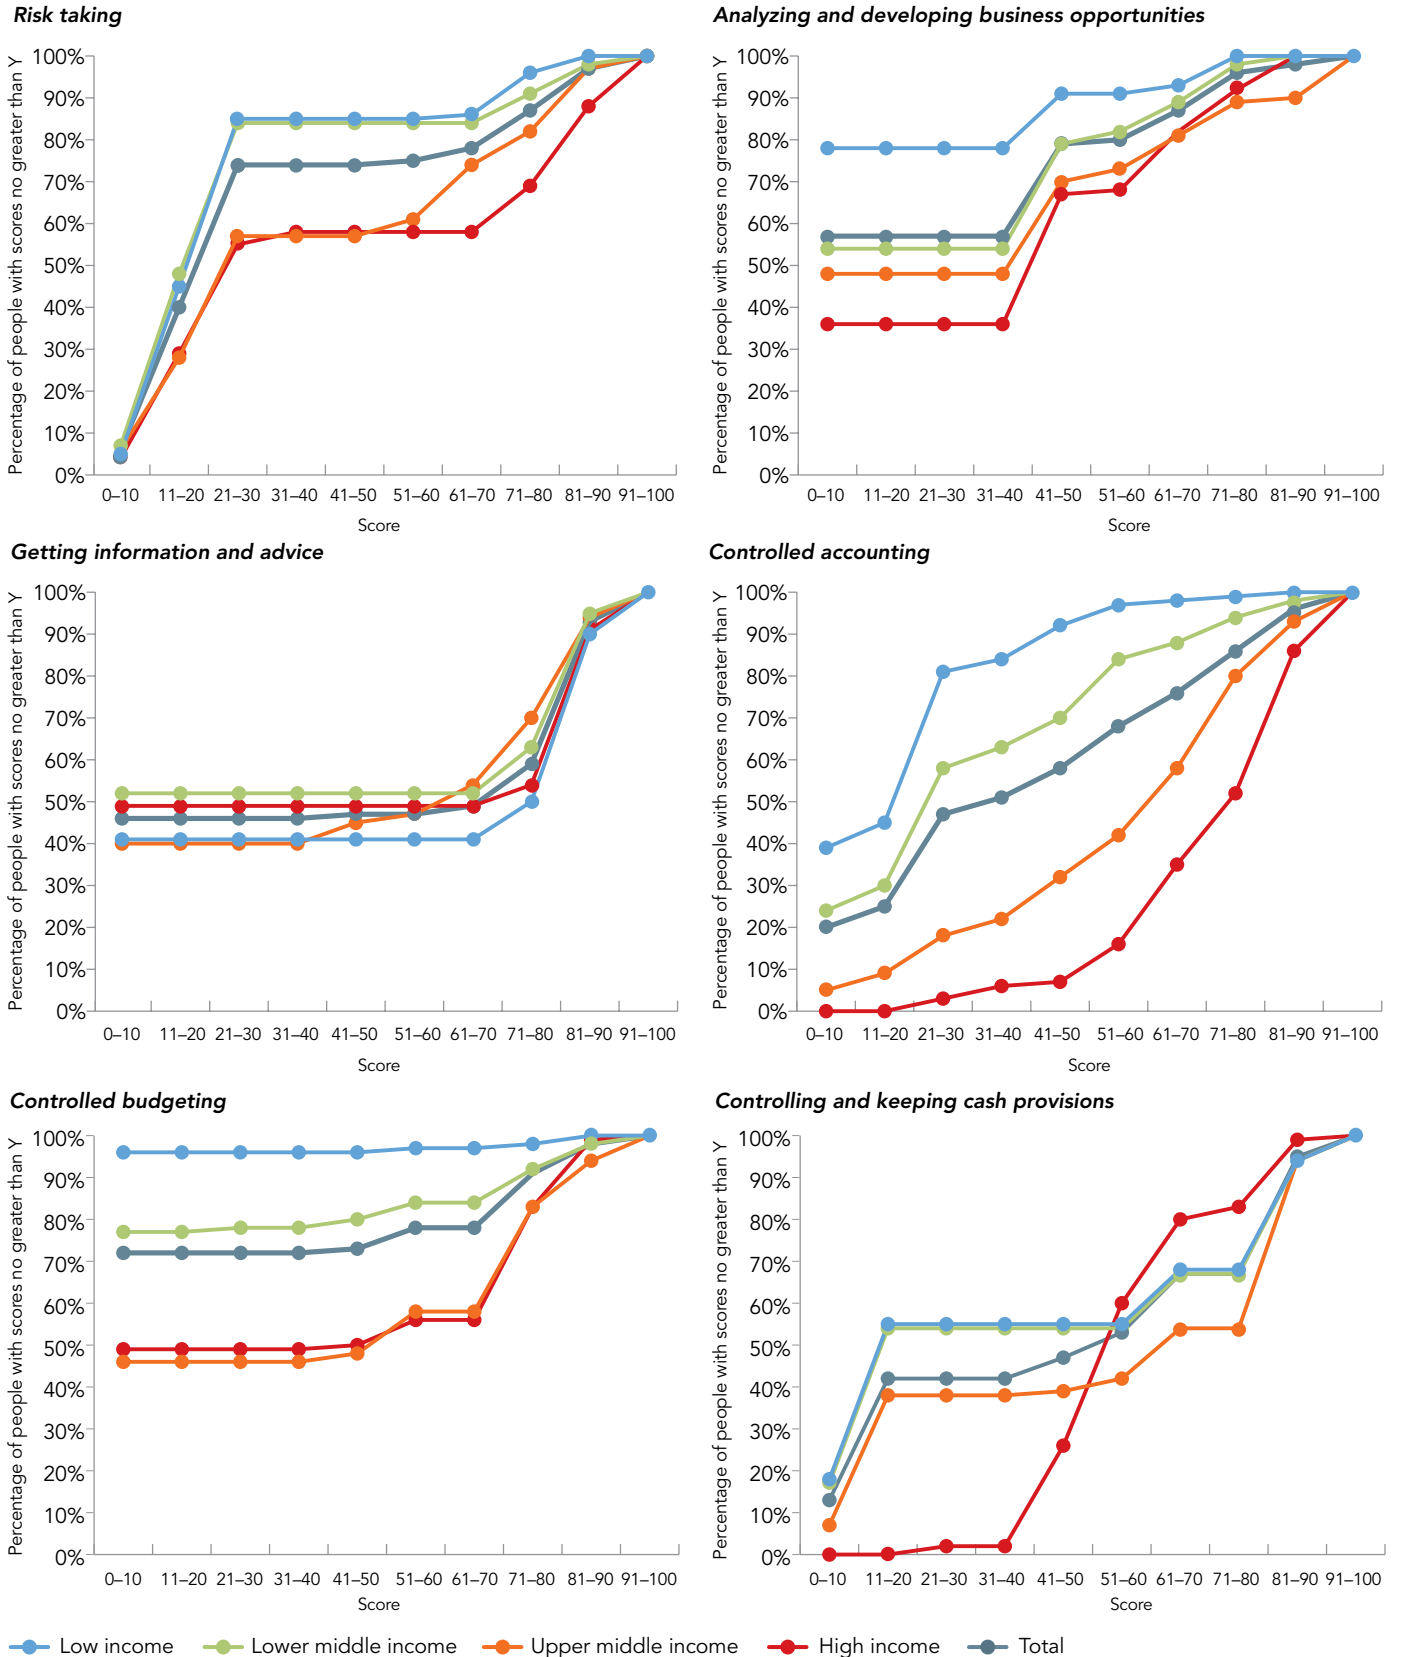 Risk taking
Percentage of people with scores no greater than Y
100%
90%
80%
70%
60%
50%
40%
30%
20%
10%
0%
0–10 11–20 21–30 31–40 41–50 51–60 61–70 71–80 81–90 91–100
Score
Analyzing and developing business opportunities
Percentage of people with scores no greater than Y
100%
90%
80%
70%
60%
50%
40%
30%
20%
10%
0%
0–10 11–20 21–30 31–40 41–50 51–60 61–70 71–80 81–90 91–100
Score
Getting information and advice
Percentage of people with scores no greater than Y
100%
90%
80%
70%
60%
50%
40%
30%
20%
10%
0%
0–10 11–20 21–30 31–40 41–50 51–60 61–70 71–80 81–90 91–100
Score
Controlled accounting
Percentage of people with scores no greater than Y
100%
90%
80%
70%
60%
50%
40%
30%
20%
10%
0%
0–10 11–20 21–30 31–40 41–50 51–60 61–70 71–80 81–90 91–100
Score
Controlled budgeting
Percentage of people with scores no greater than Y
100%
90%
80%
70%
60%
50%
40%
30%
20%
10%
0%
0–10 11–20 21–30 31–40 41–50 51–60 61–70 71–80 81–90 91–100
Score
Controlling and keeping cash provisions
Percentage of people with scores no greater than Y
100%
90%
80%
70%
60%
50%
40%
30%
20%
10%
0%
0–10 11–20 21–30 31–40 41–50 51–60 61–70 71–80 81–90 91–100
Score
Low income Lower middle income Upper middle income High income Total